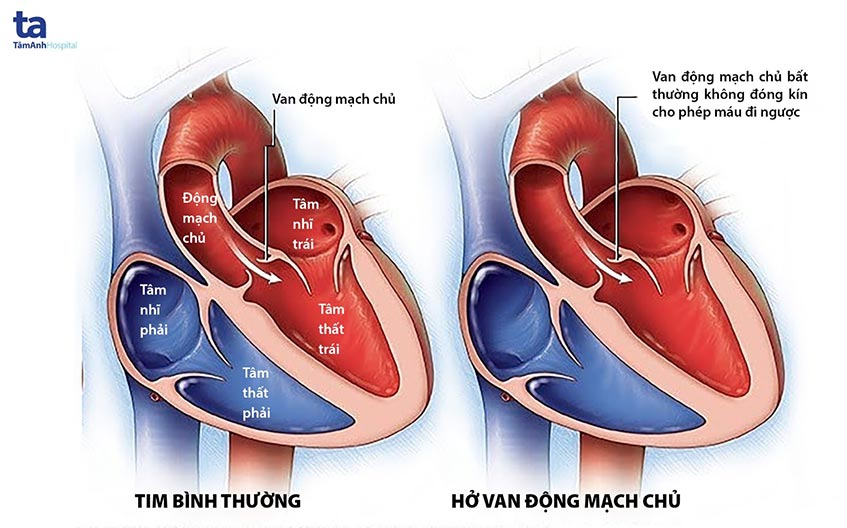 ta
TâmAnhHospital
Van động mạch chủ
Động
mạch
chủ
Tâm
nhĩ
trái
Tâm
nhĩ
phải
Tâm
thất
trái
Tâm
thất
phải
TIM BÌNH THƯỜNG
Van động mạch chủ bất
thường không đóng kín
cho phép máu đi ngược
HỞ VAN ĐỘNG MẠCH CHỦ